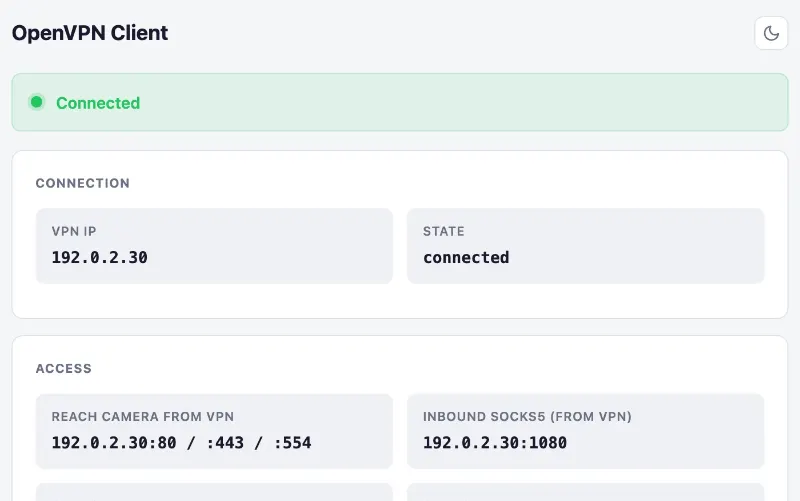 OpenVPN Client
Connected
CONNECTION
VPN IP
192.0.2.30
STATE
connected
ACCESS
REACH CAMERA FROM VPN
192.0.2.30:80 / :443 / :554
INBOUND SOCKS5 (FROM VPN)
192.0.2.30:1080